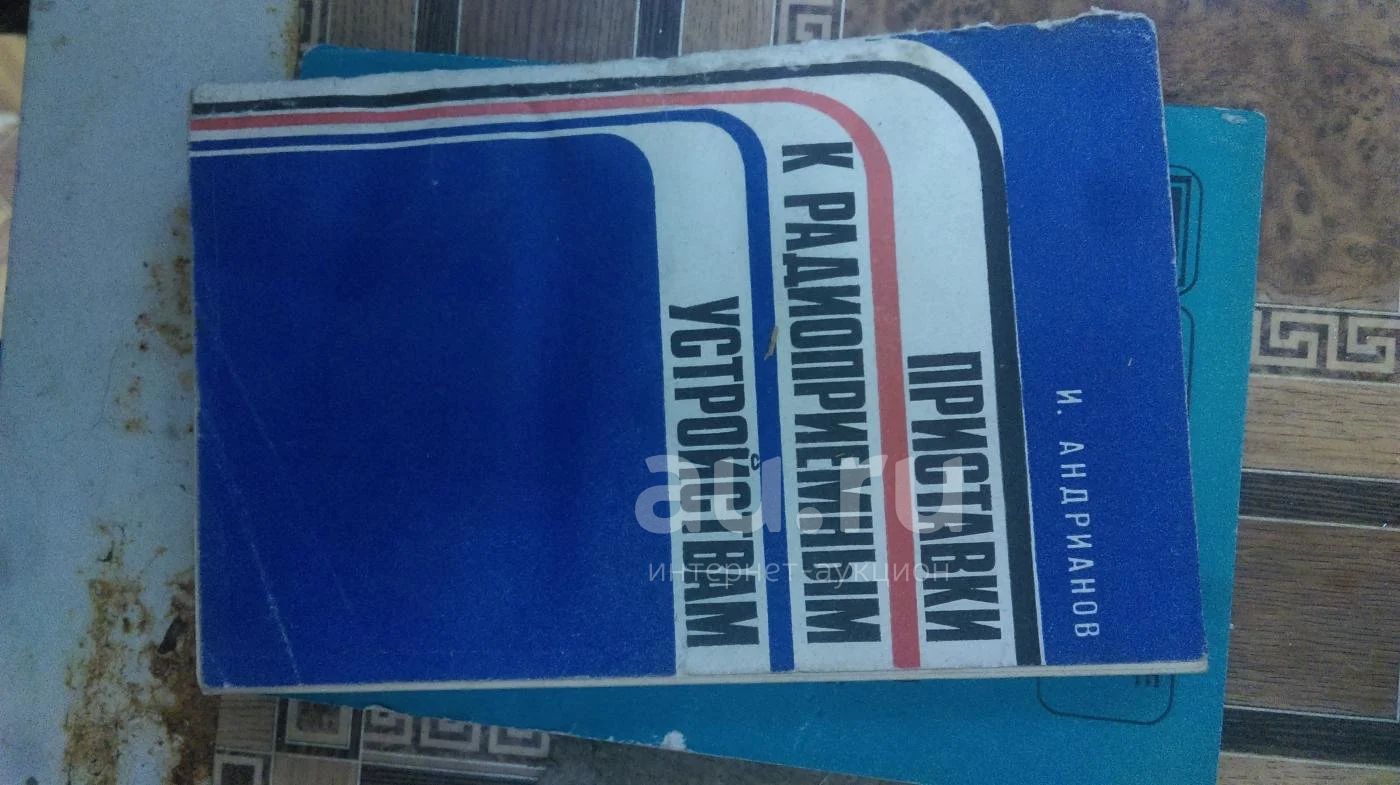 И. АНДРИАНОВ
ПРИСТАВКИ
К РАДИОПРИЕМНЫМ
УСТРОЙСТВАМ
au.ru
интернет-аукцион